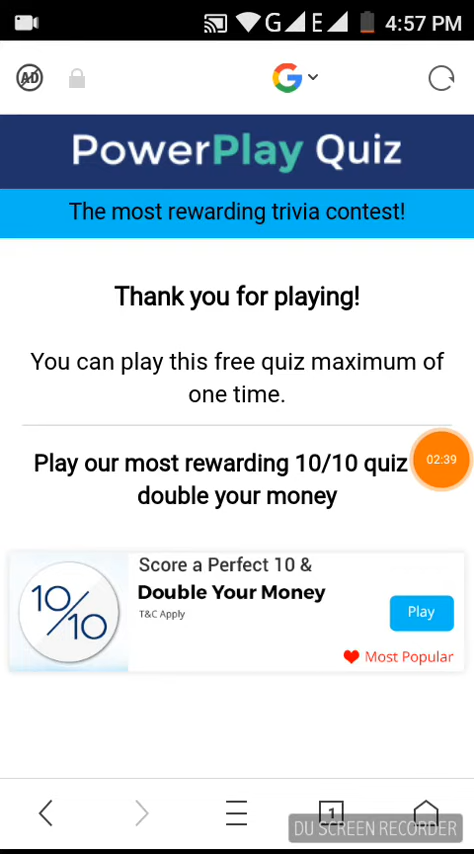 G E 4:57 PM
AD
PowerPlay Quiz
The most rewarding trivia contest!
Thank you for playing!
You can play this free quiz maximum of
one time.
Play our most rewarding 10/10 quiz
02:39
double your money
10/10
Score a Perfect 10 &
Double Your Money
T&C Apply
Play
Most Popular
1
DU SCREEN RECORDER